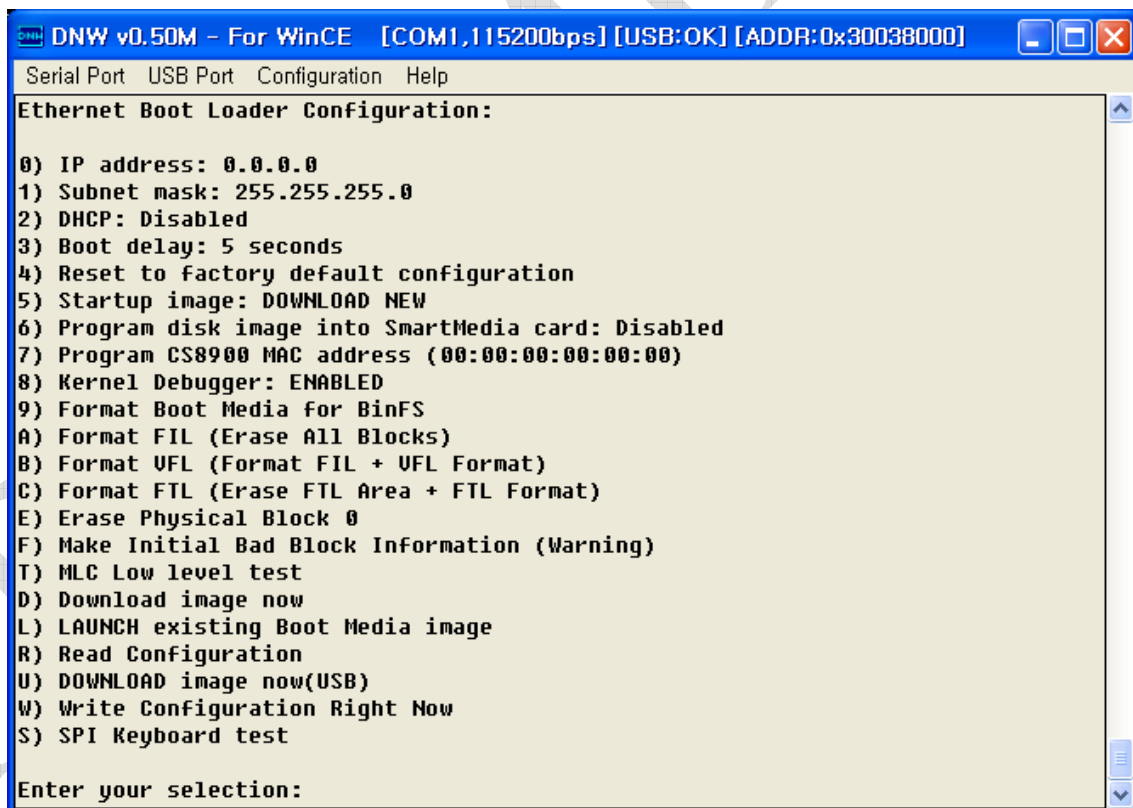 DNW v0.50M - For WinCE [COM1,115200bps][USB:OK][ADDR:0x30038000]
Serial Port USB Port Configuration Help
Ethernet Boot Loader Configuration:
0) IP address: 0.0.0.0
1) Subnet mask: 255.255.255.0
2) DHCP: Disabled
3) Boot delay: 5 seconds
4) Reset to factory default configuration
5) Startup image: DOWNLOAD NEW
6) Program disk image into SmartMedia card: Disabled
7) Program CS8900 MAC address (00:00:00:00:00:00)
8) Kernel Debugger: ENABLED
9) Format Boot Media for BinFS
A) Format FIL (Erase All Blocks)
B) Format VFL (Format FIL + VFL Format)
C) Format FTL (Erase FTL Area + FTL Format)
E) Erase Physical Block 0
F) Make Initial Bad Block Information (Warning)
T) MLC Low level test
D) Download image now
L) LAUNCH existing Boot Media image
R) Read Configuration
U) DOWNLOAD image now(USB)
W) Write Configuration Right Now
S) SPI Keyboard test
Enter your selection: